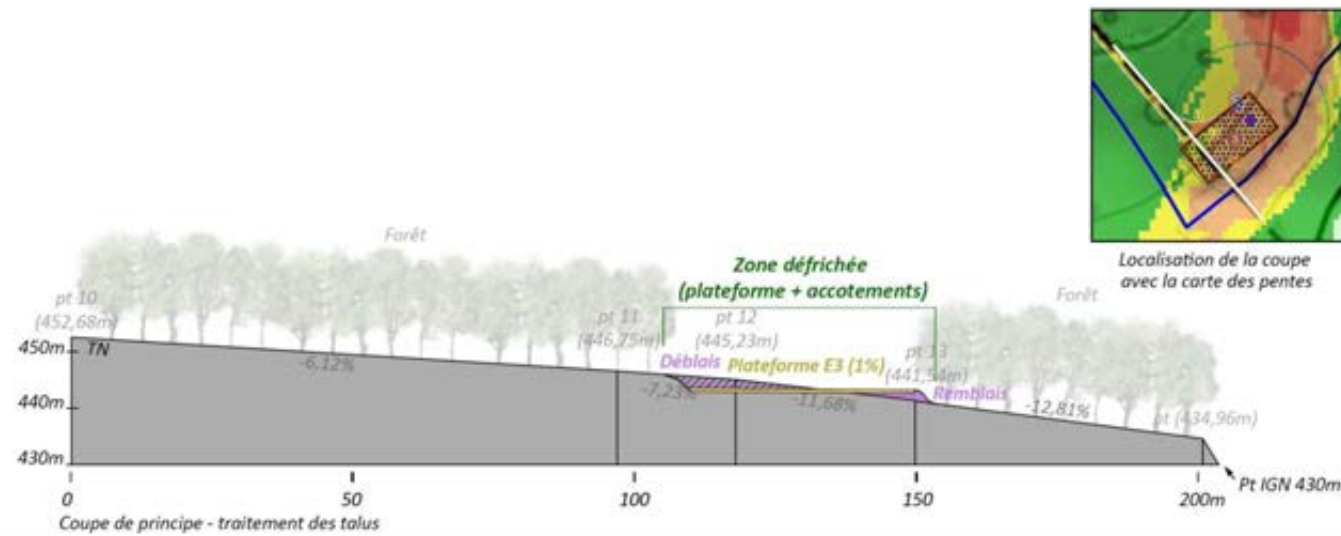 Localisation de la coupe
avec la carte des pentes
Forêt
Zone défrichée
(plateforme + accotements)
Forêt
pt 10
(452,68m)
pt 11
(446,75m)
pt 12
(445,23m)
pt 13
(441,54m)
pt (434,96m)
450m
TN
-6,12%
Déblais
Plateforme E3 (1%)
-7,23%
-11,68%
Remblais
-12,81%
440m
430m
0
50
100
150
200m
Pt IGN 430m
Coupe de principe - traitement des talus